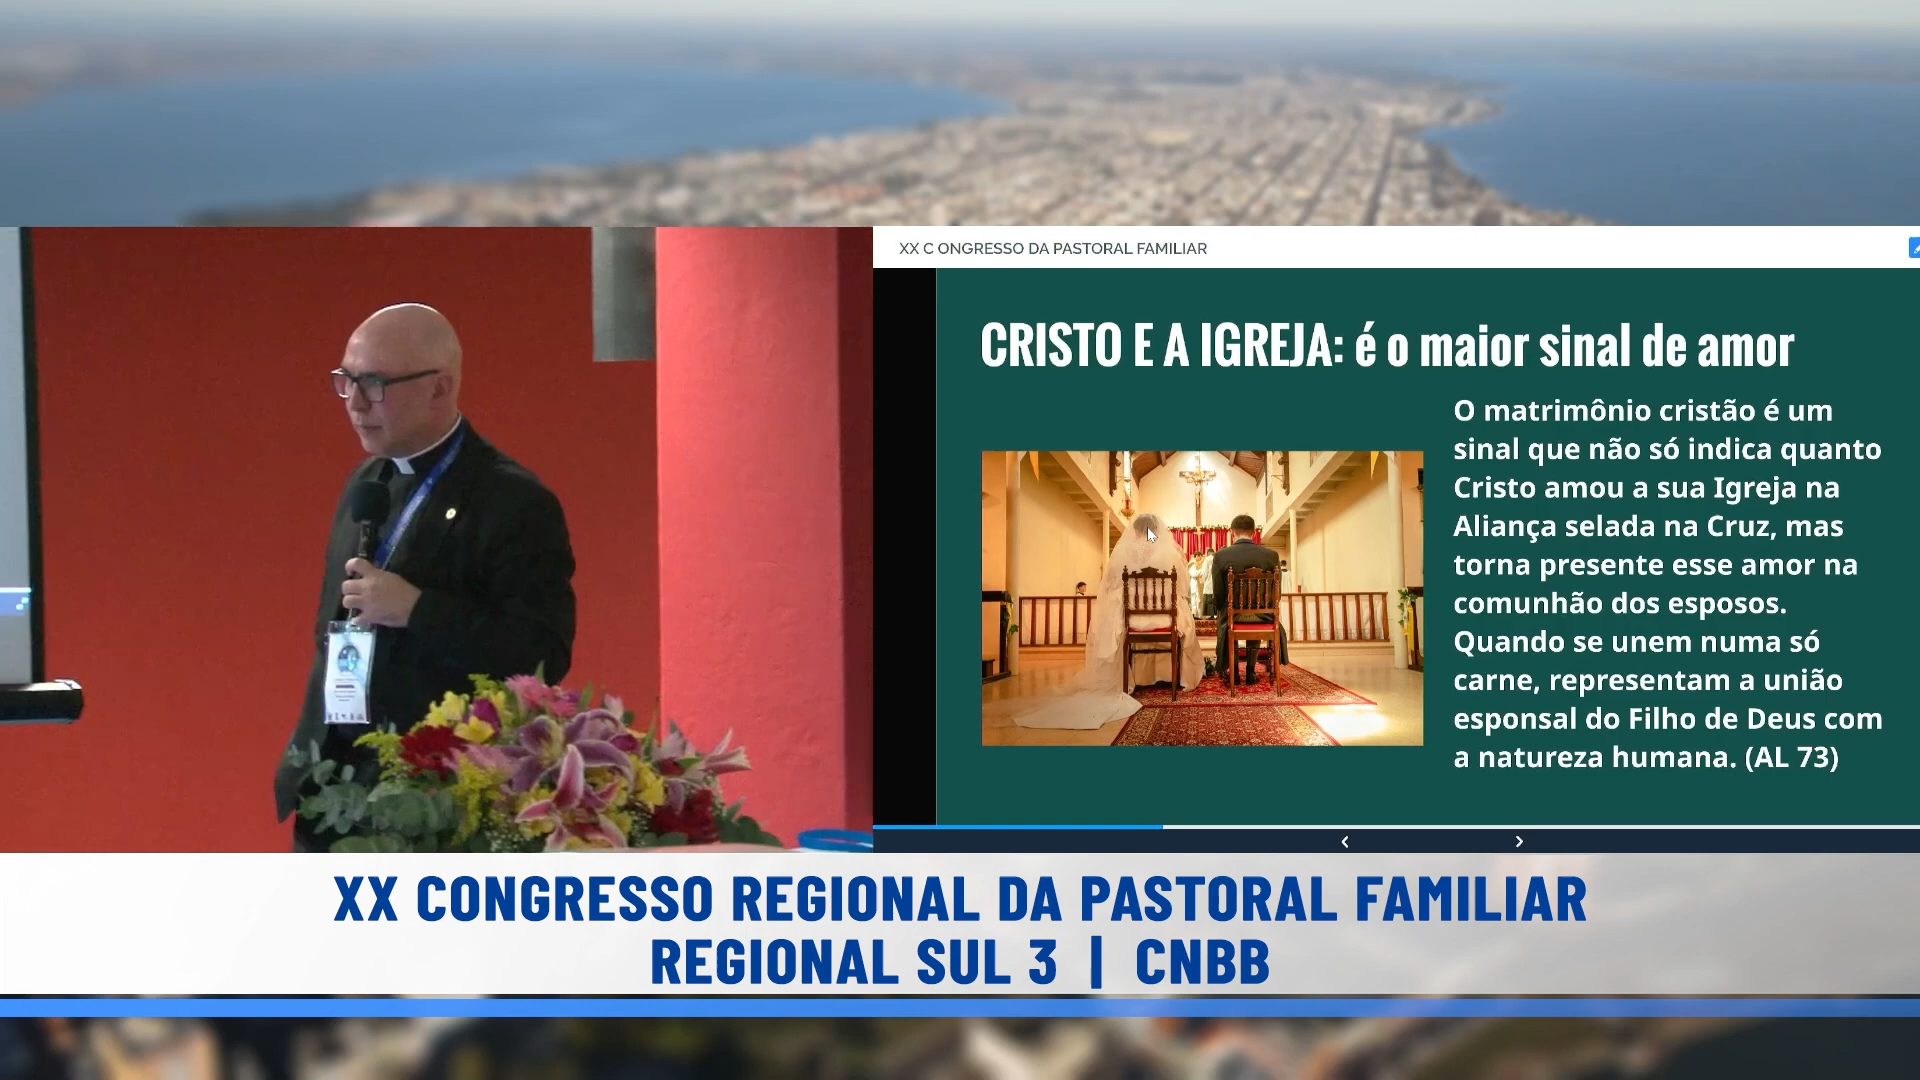 XX C ONGRESSO DA PASTORAL FAMILIAR
CRISTO E A IGREJA: é o maior sinal de amor
O matrimônio cristão é um
sinal que não só indica quanto
Cristo amou a sua Igreja na
Aliança selada na Cruz, mas
torna presente esse amor na
comunhão dos esposos.
Quando se unem numa só
carne, representam a união
esponsal do Filho de Deus com
a natureza humana. (AL 73)
XX CONGRESSO REGIONAL DA PASTORAL FAMILIAR
REGIONAL SUL 3 | CNBB